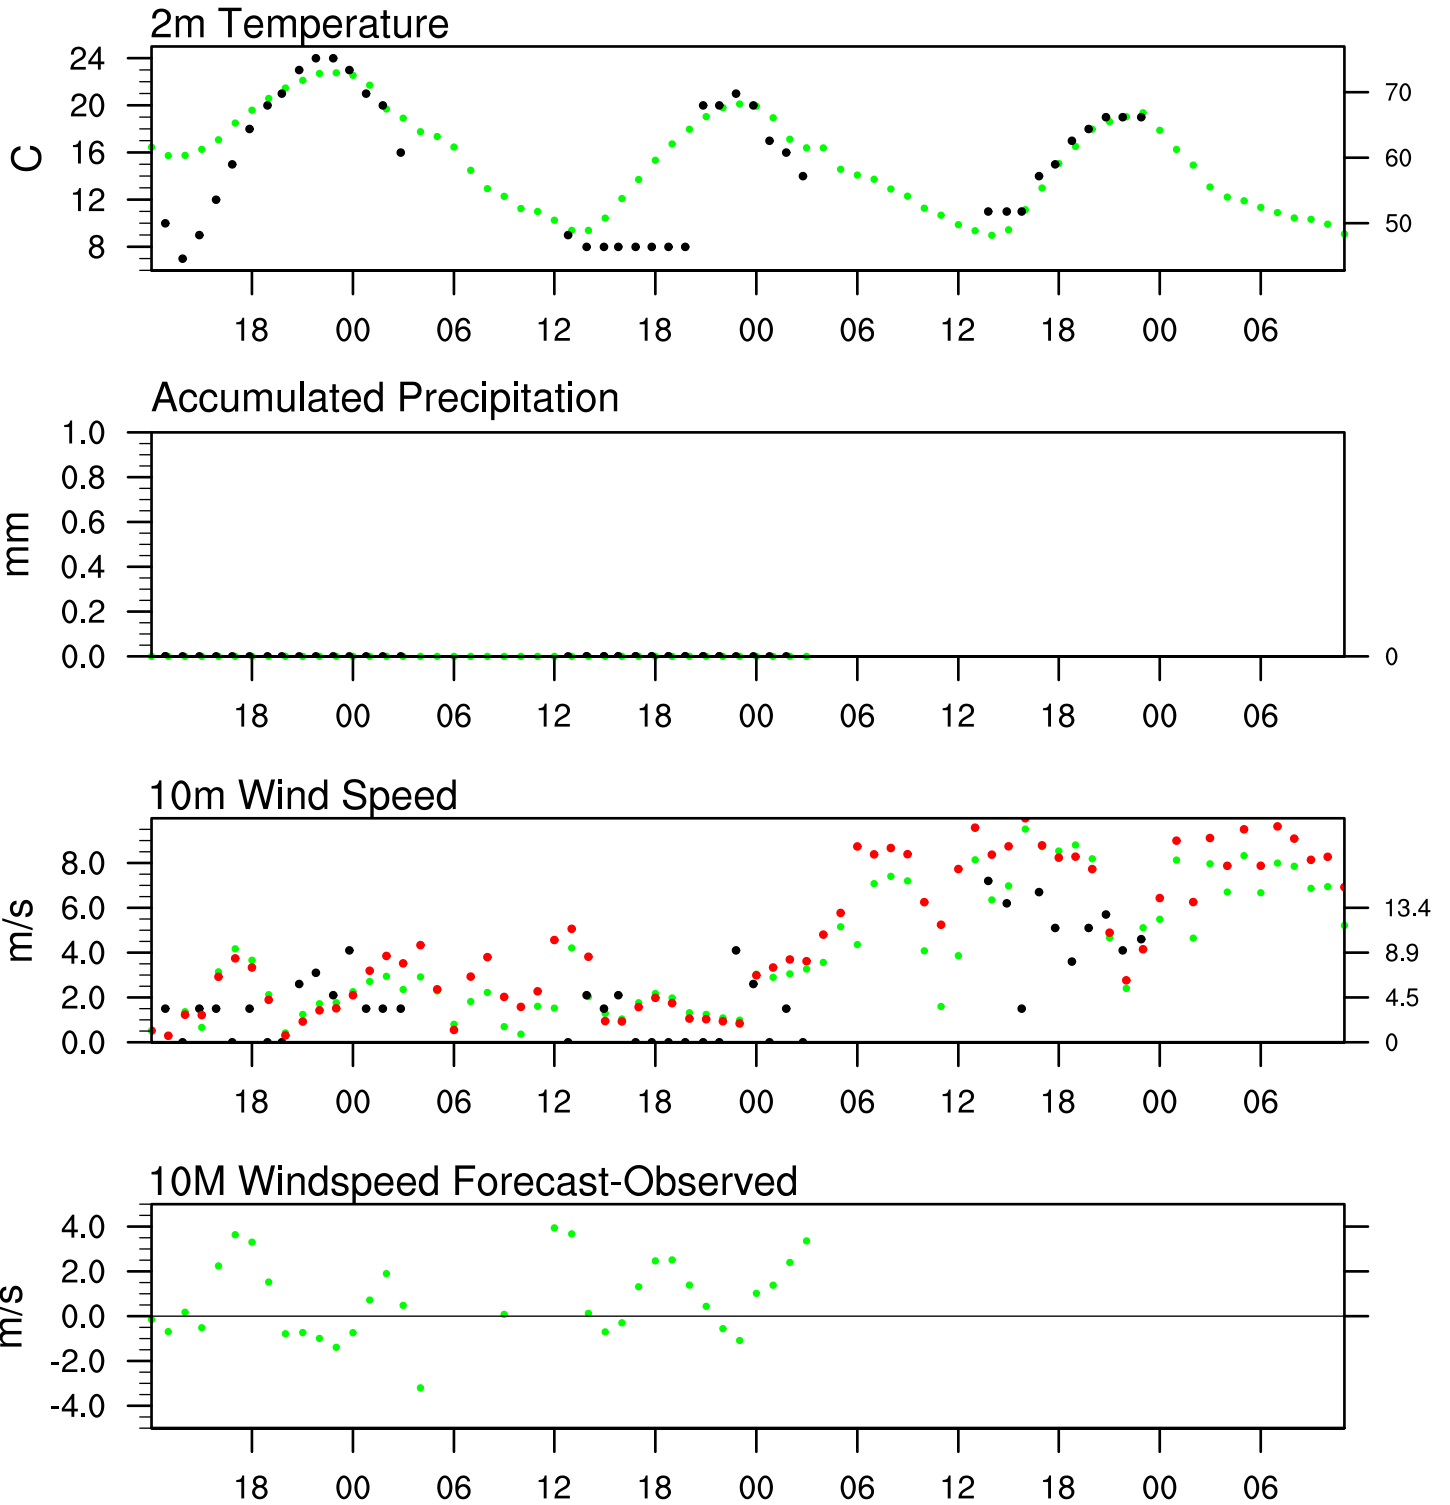 2m Temperature
24
20
16
12
8
C
70
60
50
18 00 06 12 18 00 06 12 18 00 06
Accumulated Precipitation
1.0
0.8
0.6
0.4
0.2
0.0
mm
0
18 00 06 12 18 00 06 12 18 00 06
10m Wind Speed
8.0
6.0
4.0
2.0
0.0
m/s
13.4
8.9
4.5
0
18 00 06 12 18 00 06 12 18 00 06
10M Windspeed Forecast-Observed
4.0
2.0
0.0
-2.0
-4.0
m/s
18 00 06 12 18 00 06 12 18 00 06